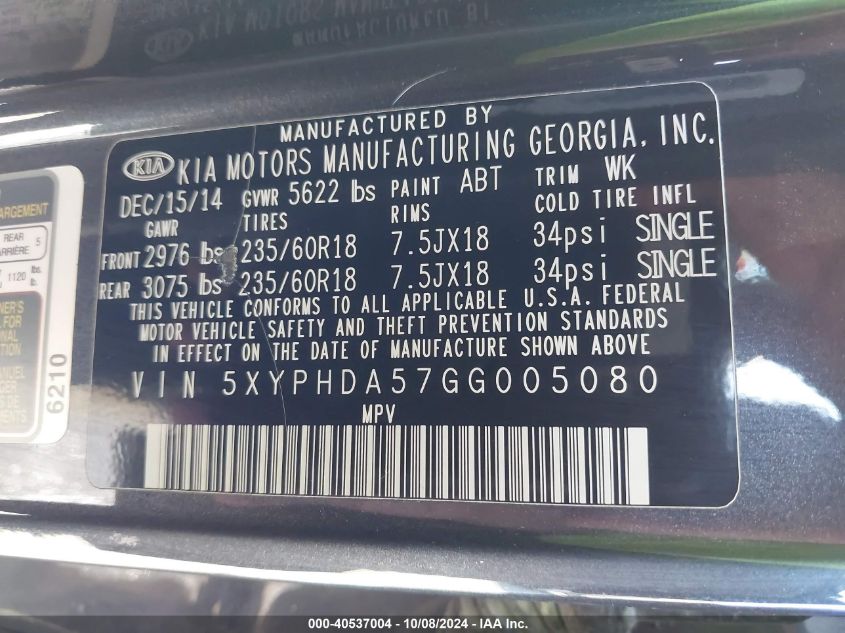 MANUFACTURED BY
KIA KIA MOTORS MANUFACTURING GEORGIA, INC.
DEC/15/14 GVWR 5622 lbs PAINT ABT TRIM WK
GAWR TIRES RIMS COLD TIRE INFL
FRONT 2976 lbs 235/60R18 7.5JX18 34psi SINGLE
REAR 3075 lbs 235/60R18 7.5JX18 34psi SINGLE
THIS VEHICLE CONFORMS TO ALL APPLICABLE U.S.A. FEDERAL
MOTOR VEHICLE SAFETY AND THEFT PREVENTION STANDARDS
IN EFFECT ON THE DATE OF MANUFACTURE SHOWN ABOVE
VIN 5XYPHDA57GG005080
MPV
REAR 5
1120 lbs.
6210
000-40537004 | 10/08/2024 - IAA Inc.